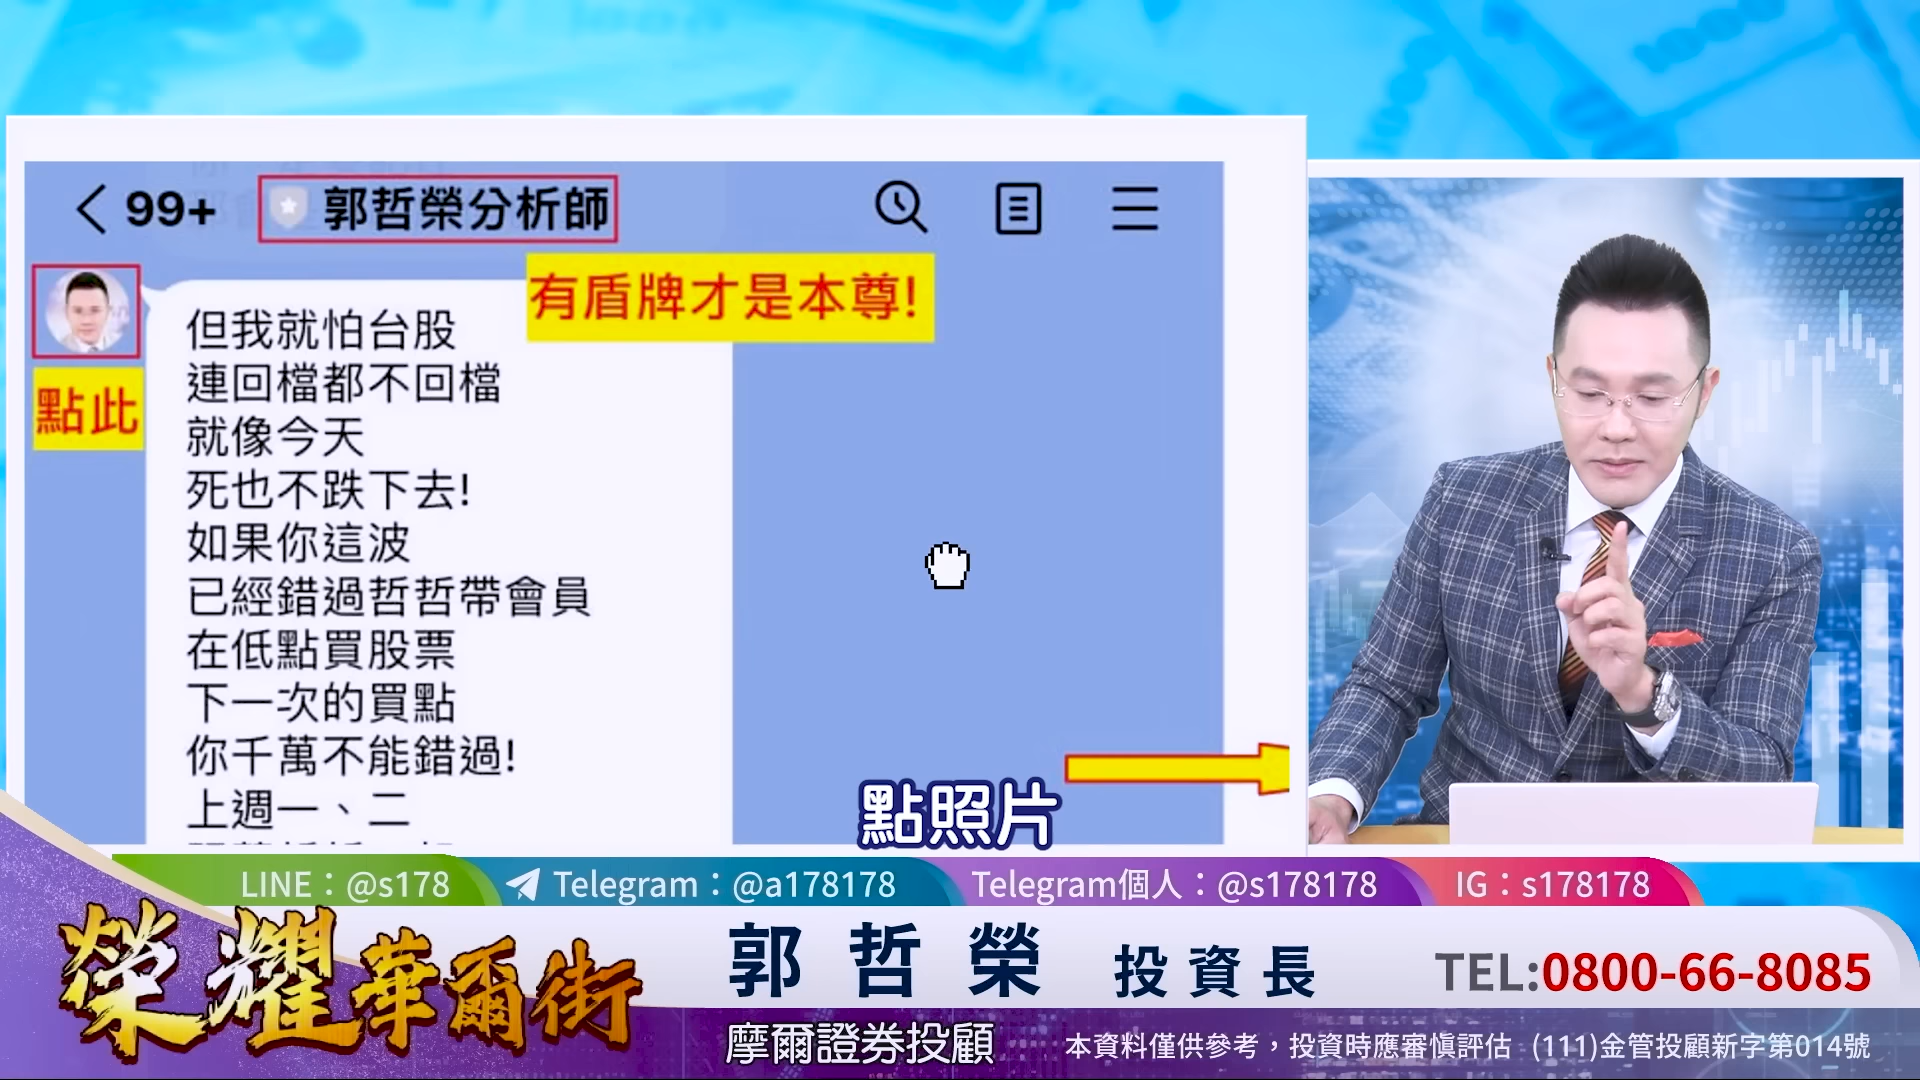 99+
郭哲榮分析師
有盾牌才是本尊!
點此
但我就怕台股
連回檔都不回檔
就像今天
死也不跌下去!
如果你這波
已經錯過哲哲帶會員
在低點買股票
下一次的買點
你千萬不能錯過!
上週一、二
點照片
LINE：@s178
Telegram：@a178178
Telegram個人：@s178178
IG：s178178
榮耀華爾街
郭哲榮 投資長
TEL:0800-66-8085
摩爾證券投顧
本資料僅供參考，投資時應審慎評估 (111)金管投顧新字第014號